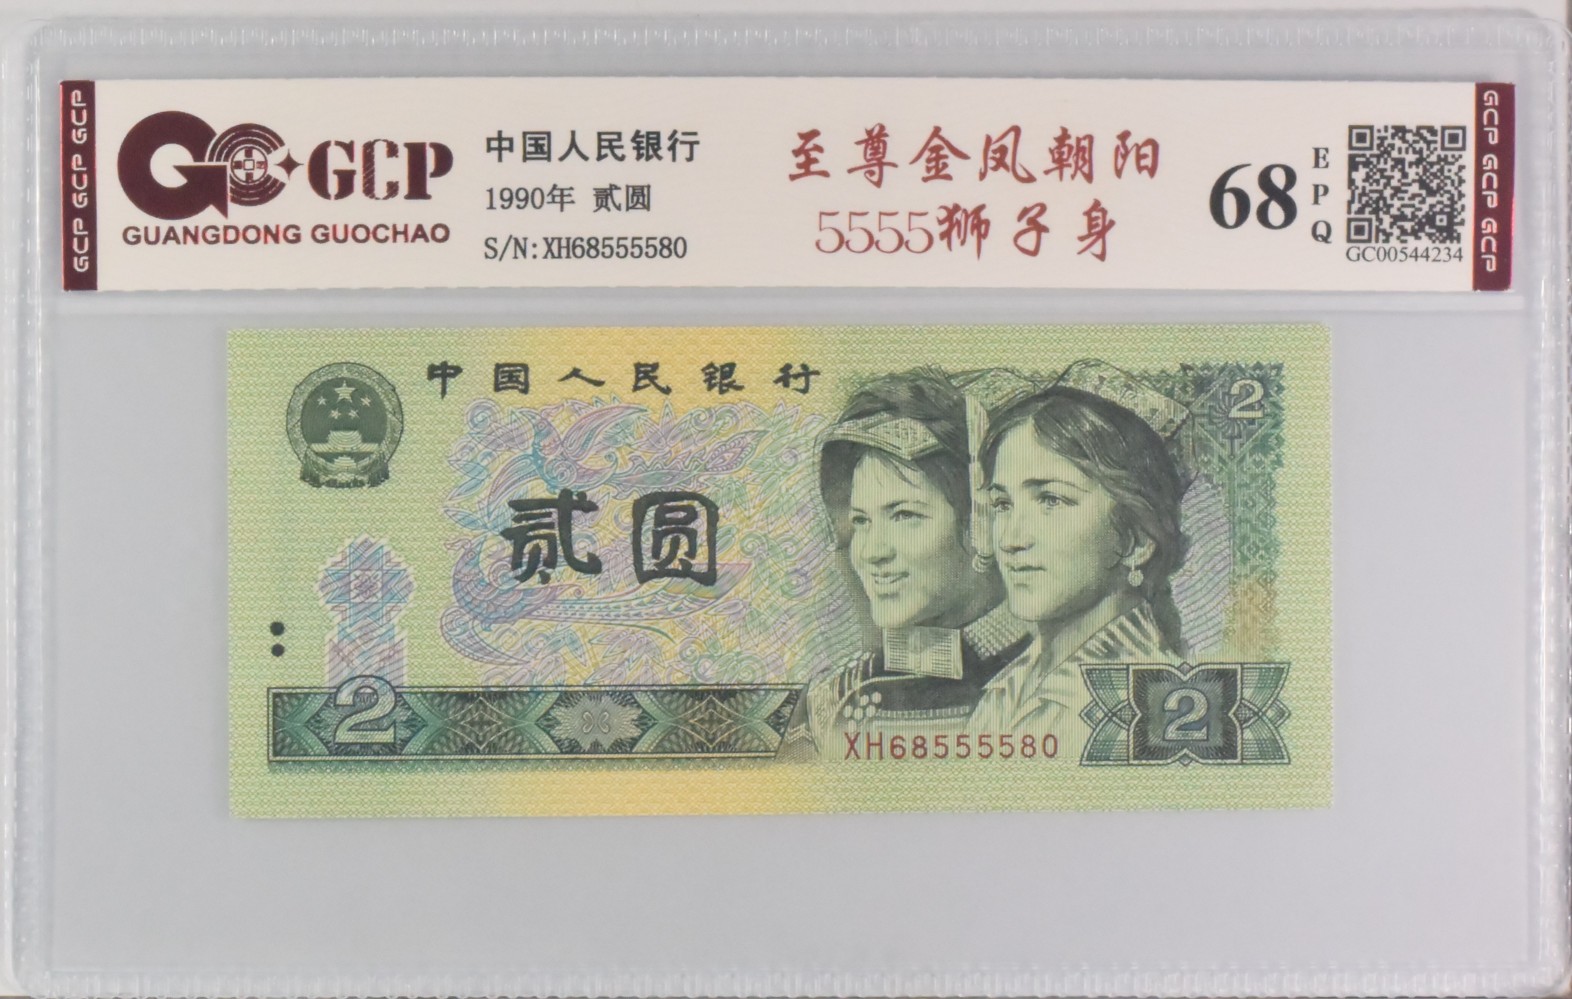 GCP GCP GCP
GCP
GUANGDONG GUOCHAO
中国人民银行
1990年 贰圆
S/N:XH68555580
至尊金凤朝阳
5555狮子身
68
EPQ
GC00544234
GCP GCP GCP
中国人民银行
2
贰圆
2
XH68555580
2